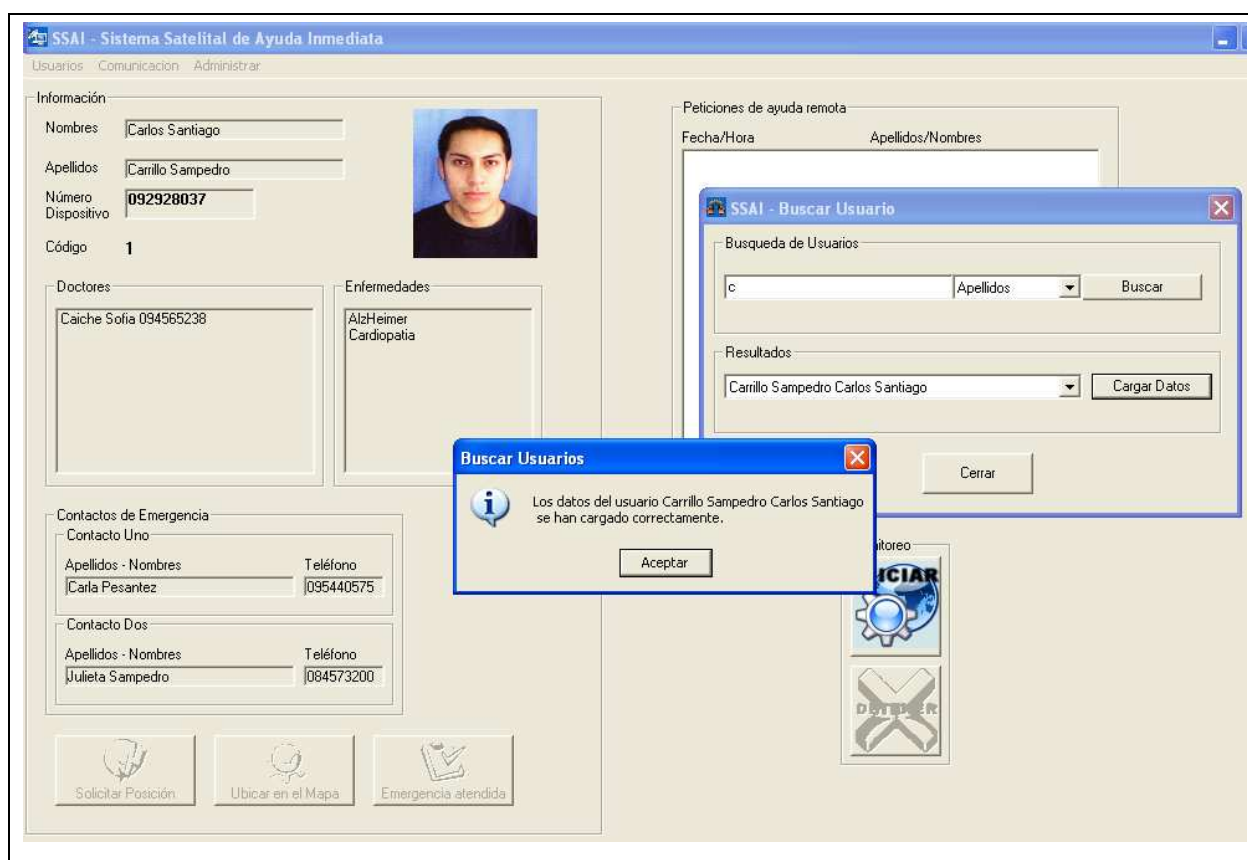 SSAI - Sistema Satelital de Ayuda Inmediata
Usuarios Comunicacion Administrar
Información
Nombres Carlos Santiago
Apellidos Carrillo Sampedro
Número
Dispositivo 092928037
Código 1
Doctores
Caiche Sofia 094565238
Enfermedades
AlzHeimer
Cardiopatia
Contactos de Emergencia
Contacto Uno
Apellidos - Nombres Teléfono
Carla Pesantez 095440575
Contacto Dos
Apellidos - Nombres Teléfono
Julieta Sampedro 084573200
Solicitar Posición Ubicar en el Mapa Emergencia atendida
Peticiones de ayuda remota
Fecha/Hora Apellidos/Nombres
SSAI - Buscar Usuario
Busqueda de Usuarios
c Apellidos Buscar
Resultados
Carrillo Sampedro Carlos Santiago Cargar Datos
Cerrar
Buscar Usuarios
Los datos del usuario Carrillo Sampedro Carlos Santiago
se han cargado correctamente.
Aceptar
itoreo
ICIAR
DETENER